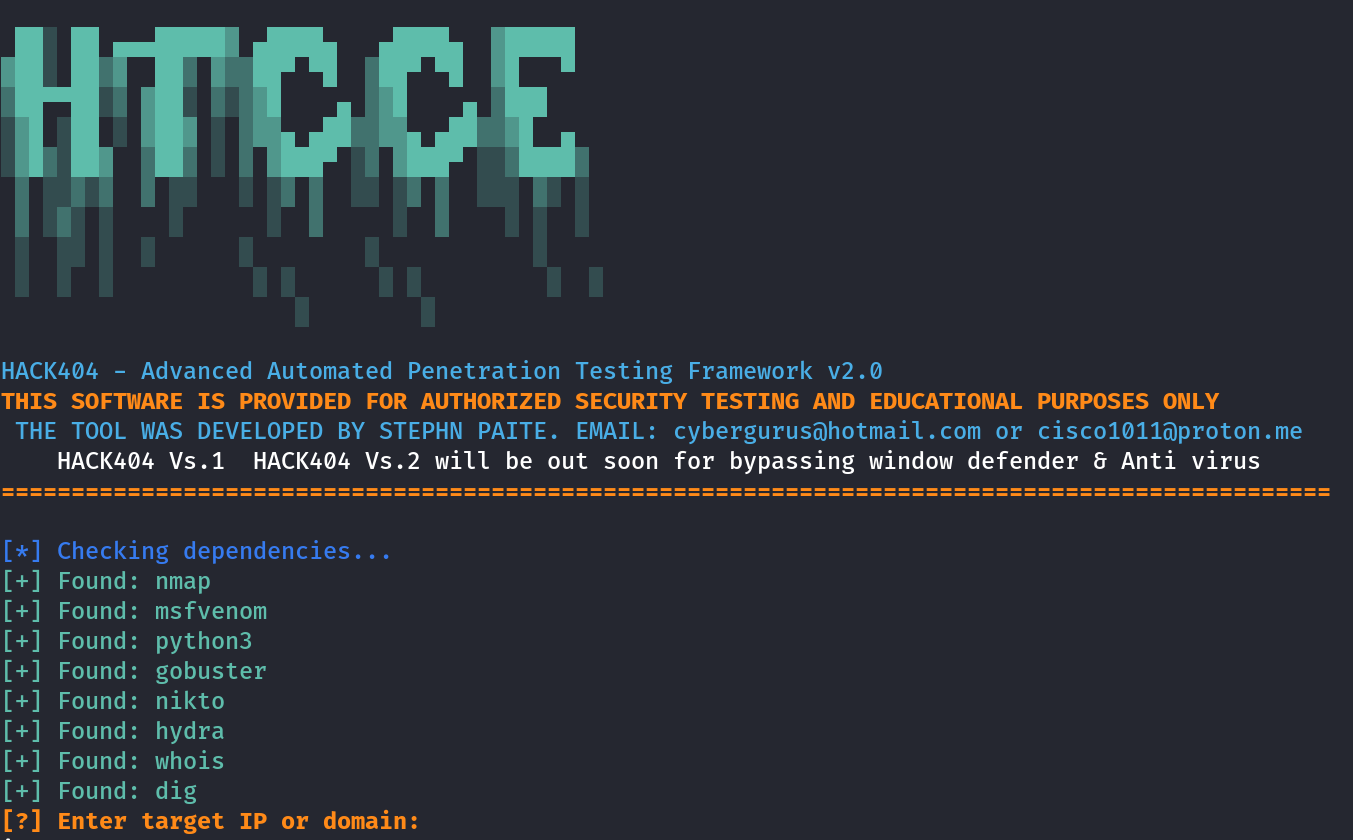 HTCCE
HACK404 - Advanced Automated Penetration Testing Framework v2.0
THIS SOFTWARE IS PROVIDED FOR AUTHORIZED SECURITY TESTING AND EDUCATIONAL PURPOSES ONLY
THE TOOL WAS DEVELOPED BY STEPHN PAITE. EMAIL: cybergurus@hotmail.com or cisco1011@proton.me
HACK404 Vs.1  HACK404 Vs.2 will be out soon for bypassing window defender & Anti virus
===============================================================================================
[*] Checking dependencies...
[+] Found: nmap
[+] Found: msfvenom
[+] Found: python3
[+] Found: gobuster
[+] Found: nikto
[+] Found: hydra
[+] Found: whois
[+] Found: dig
[?] Enter target IP or domain: